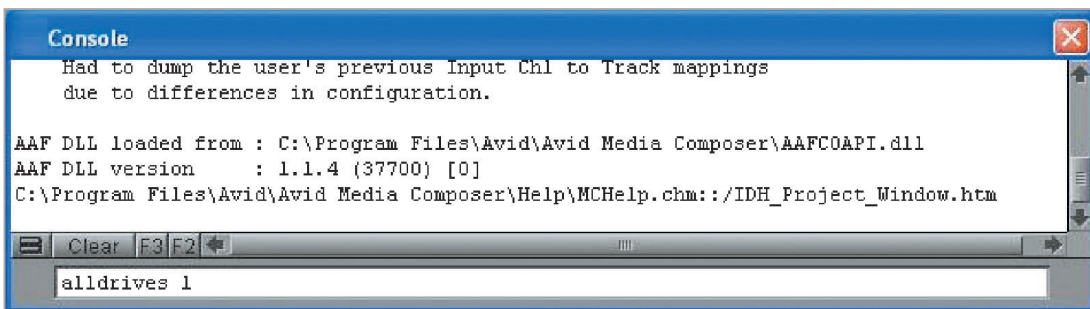 Console
Had to dump the user's previous Input Chl to Track mappings
due to differences in configuration.
AAF DLL loaded from : C:\Program Files\Avid\Avid Media Composer\AAFCOAPI.dll
AAF DLL version : 1.1.4 (37700) [0]
C:\Program Files\Avid\Avid Media Composer\Help\MCHelp.chm::/IDH_Project_Window.htm
Clear F3 F2
alldrives 1